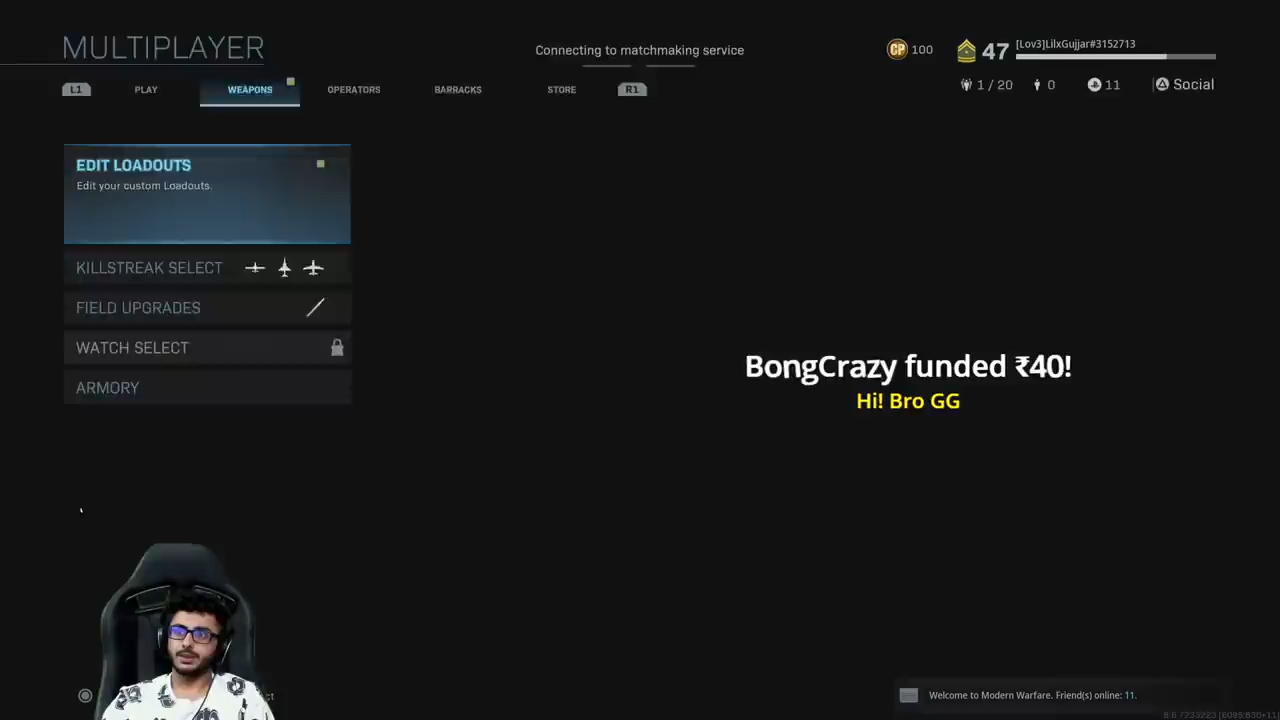 MULTIPLAYER
Connecting to matchmaking service
CP 100
47
[Lov3]LilxGujjar#3152713
L1
PLAY
WEAPONS
OPERATORS
BARRACKS
STORE
R1
1 / 20
0
11
Social
EDIT LOADOUTS
Edit your custom Loadouts.
KILLSTREAK SELECT
FIELD UPGRADES
WATCH SELECT
ARMORY
BongCrazy funded ₹40!
Hi! Bro GG
Welcome to Modern Warfare. Friend(s) online: 11.